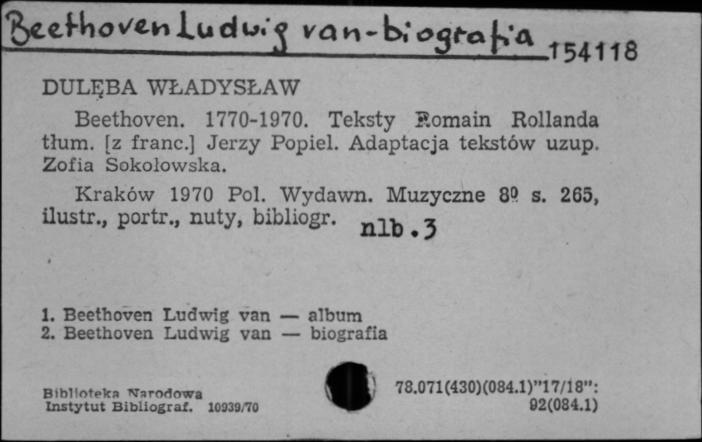 Beethoven Ludwig van-biografia
154118
DULĘBA WŁADYSŁAW
Beethoven. 1770-1970. Teksty Romain Rollanda
tłum. [z franc.] Jerzy Popiel. Adaptacja tekstów uzup.
Zofia Sokołowska.
Kraków 1970 Pol. Wydawn. Muzyczne 8º s. 265,
ilustr., portr., nuty, bibliogr. nlb.3
1. Beethoven Ludwig van — album
2. Beethoven Ludwig van — biografia
Biblioteka Narodowa
Instytut Bibliograf. 10939/70
78.071(430)(084.1)"17/18":
92(084.1)